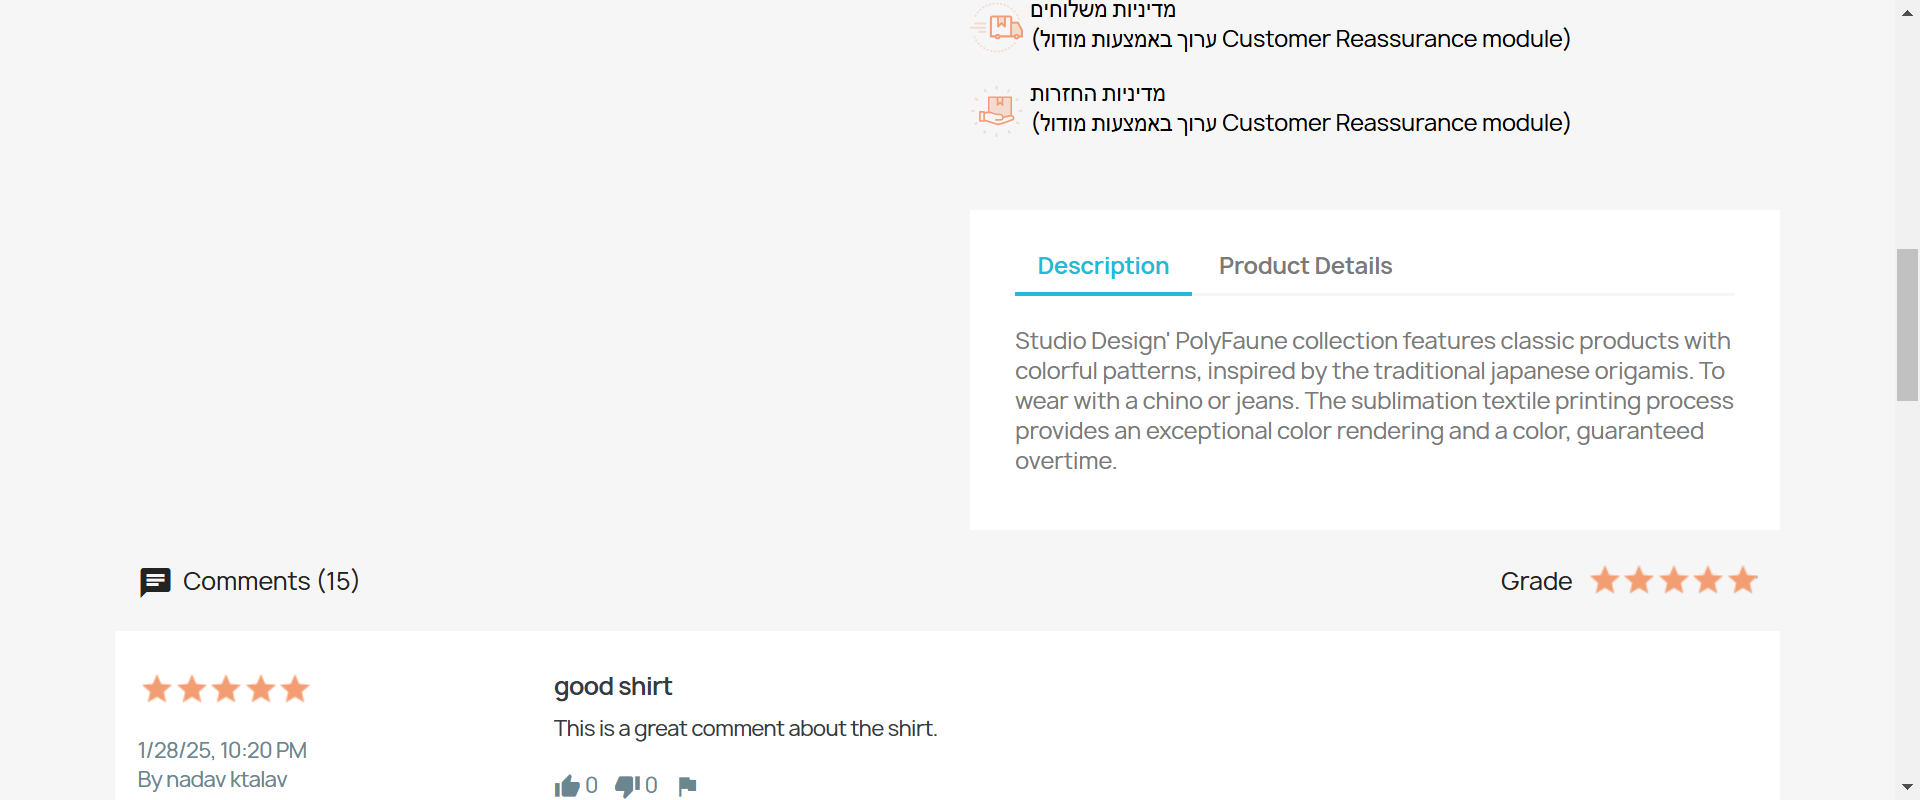 מדיניות משלוחים
(ערוך באמצעות מודול Customer Reassurance module)
מדיניות החזרות
(ערוך באמצעות מודול Customer Reassurance module)
Description Product Details
Studio Design' PolyFaune collection features classic products with
colorful patterns, inspired by the traditional japanese origamis. To
wear with a chino or jeans. The sublimation textile printing process
provides an exceptional color rendering and a color, guaranteed
overtime.
Comments (15)
Grade
good shirt
This is a great comment about the shirt.
1/28/25, 10:20 PM
By nadav ktalav
0 0